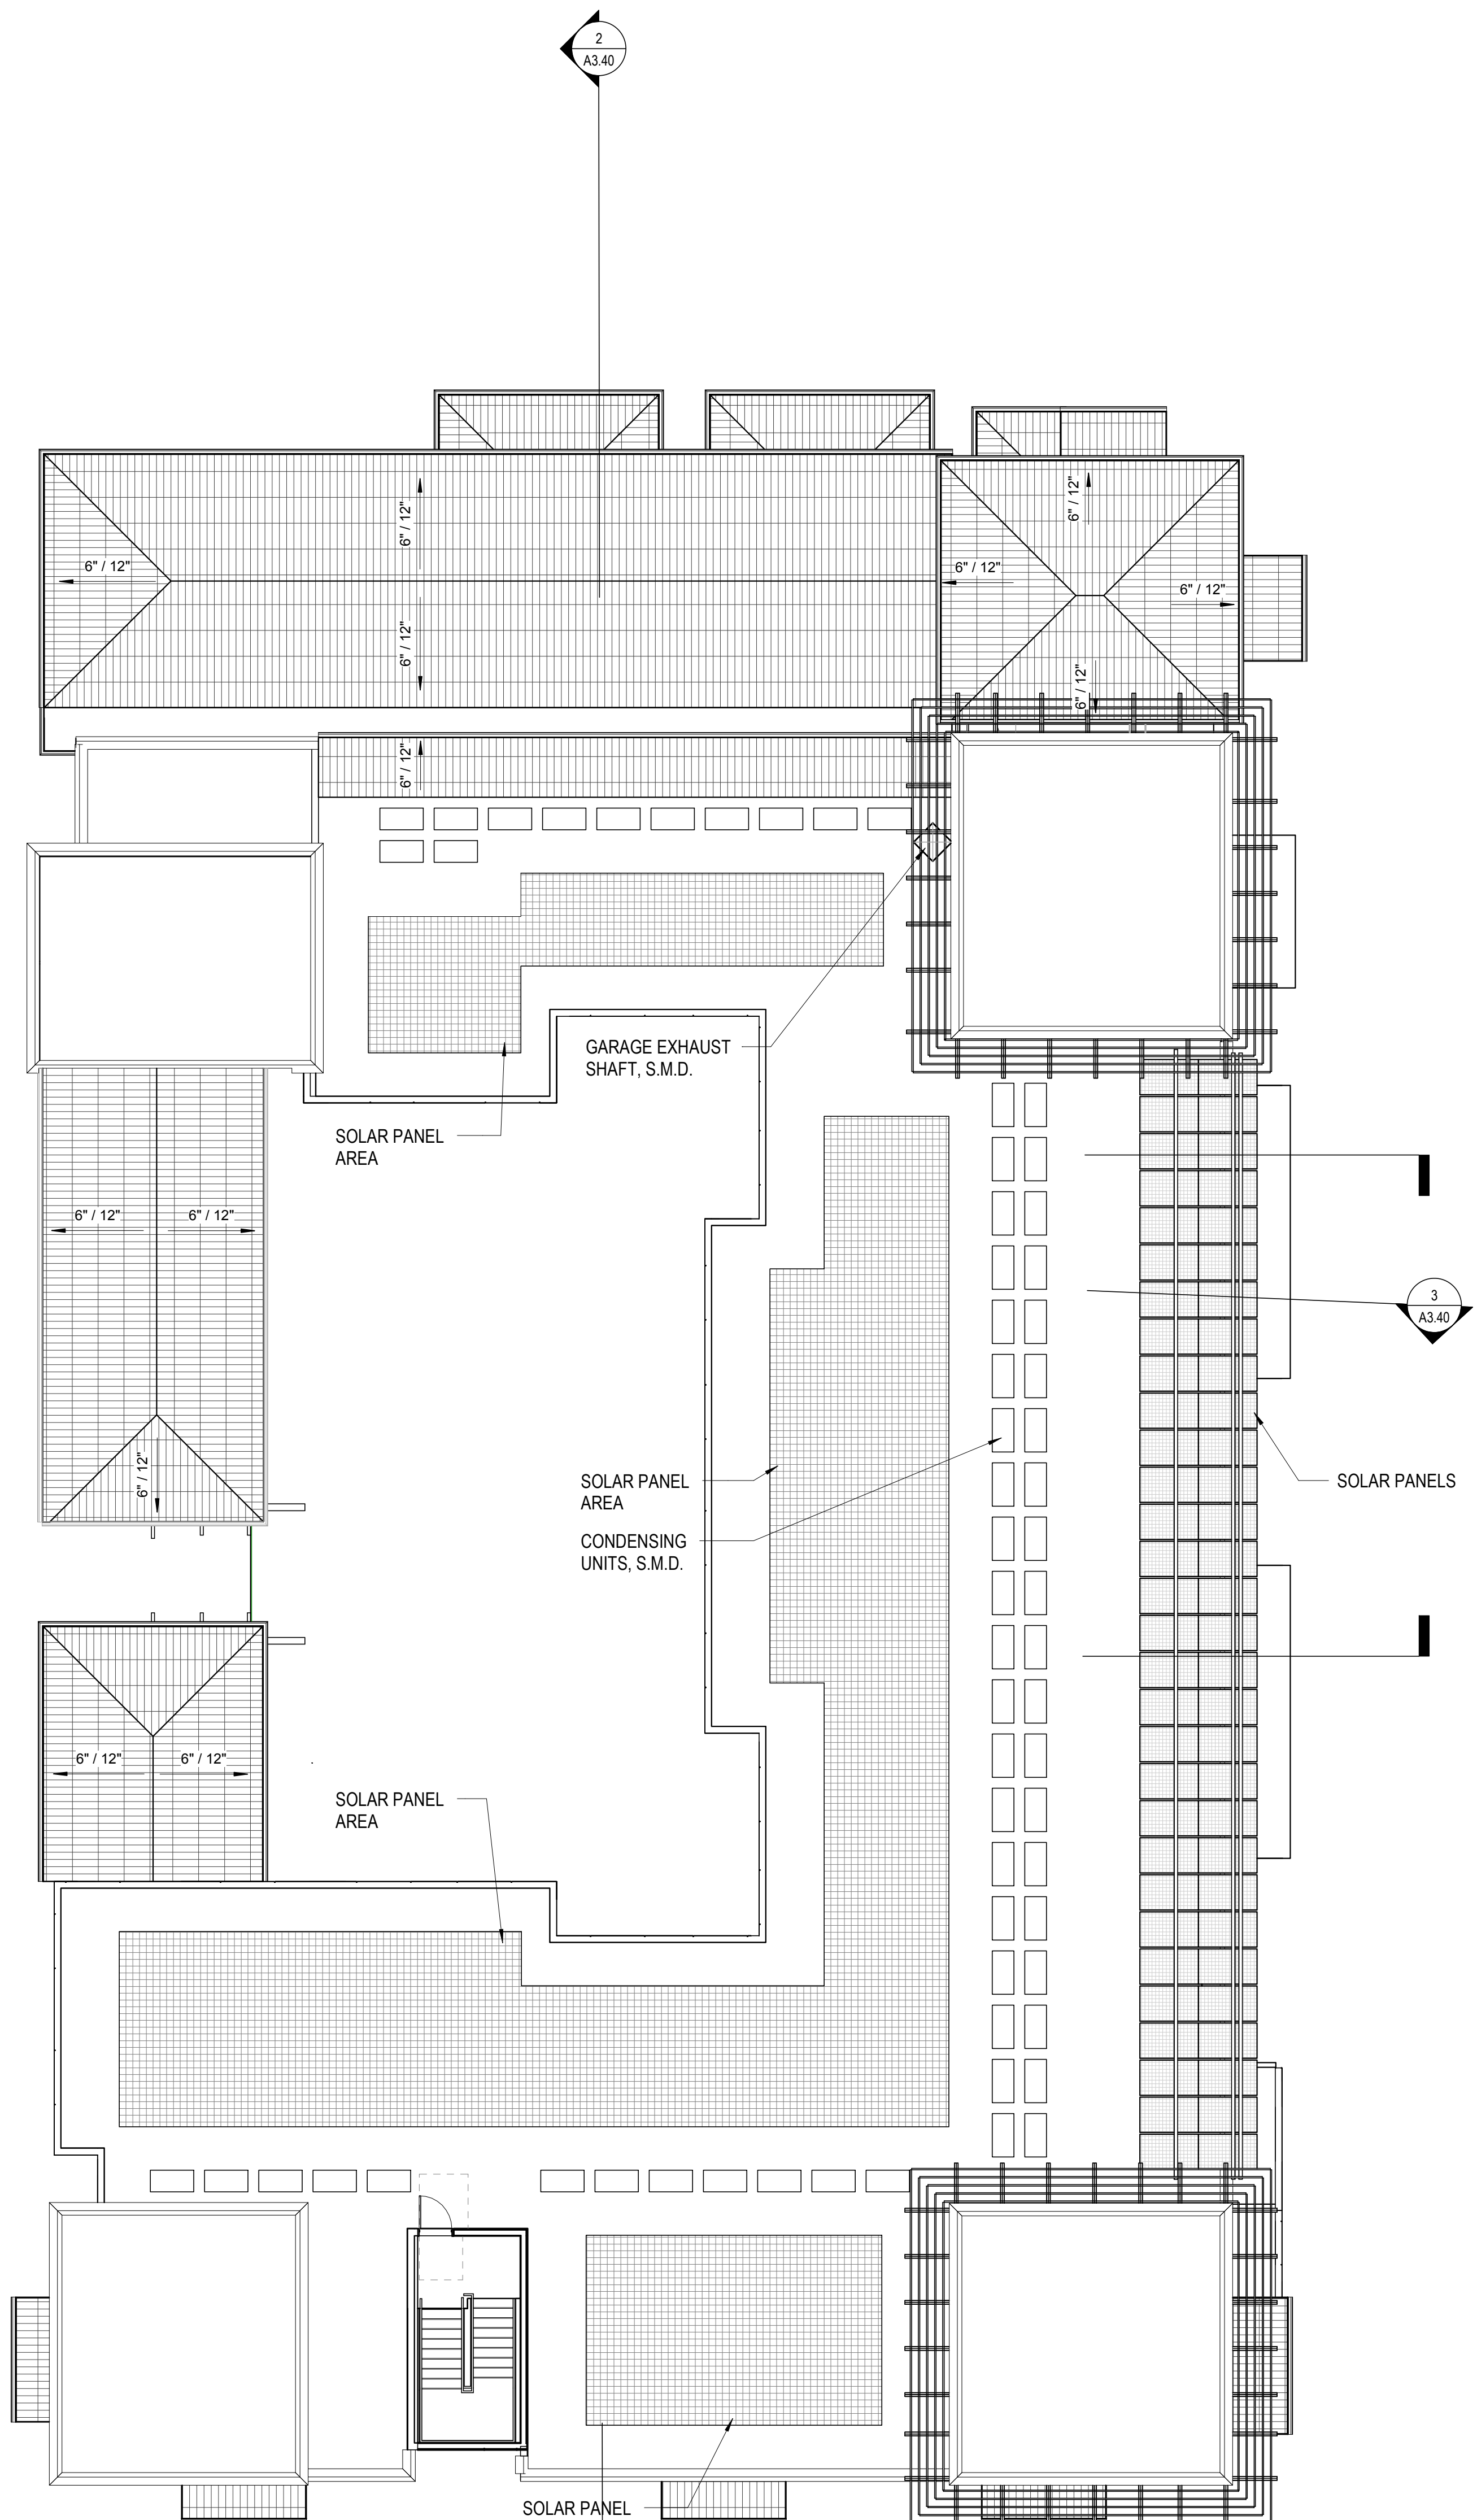 2
A3.40
6" / 12"
6" / 12"
6" / 12"
6" / 12"
6" / 12"
6" / 12"
6" / 12"
6" / 12"
GARAGE EXHAUST
SHAFT, S.M.D.
SOLAR PANEL
AREA
6" / 12"
6" / 12"
3
A3.40
6" / 12"
SOLAR PANEL
AREA
SOLAR PANELS
CONDENSING
UNITS, S.M.D.
6" / 12"
6" / 12"
SOLAR PANEL
AREA
SOLAR PANEL